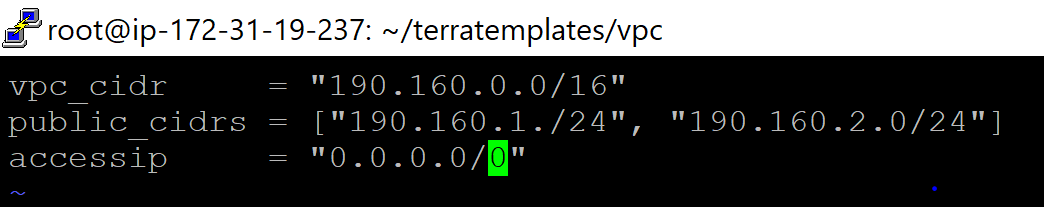 root@ip-172-31-19-237: ~/terratemplates/vpc
vpc_cidr     = "190.160.0.0/16"
public_cidrs = ["190.160.1./24", "190.160.2.0/24"]
accessip     = "0.0.0.0/0"
~